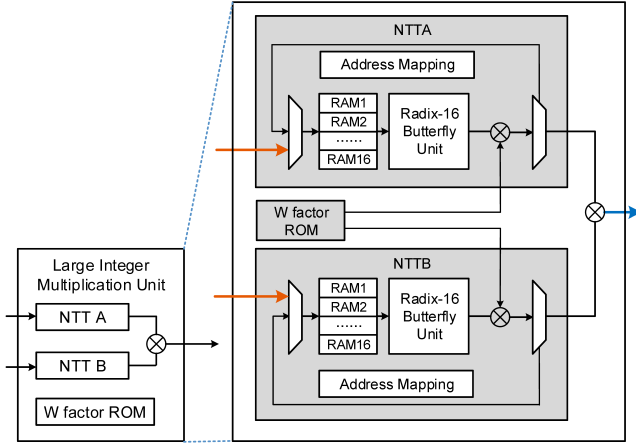 NTTA
Address Mapping
RAM1
RAM2
......
RAM16
Radix-16
Butterfly
Unit
W factor
ROM
NTTB
RAM1
RAM2
......
RAM16
Radix-16
Butterfly
Unit
Address Mapping
Large Integer
Multiplication Unit
NTT A
NTT B
W factor ROM